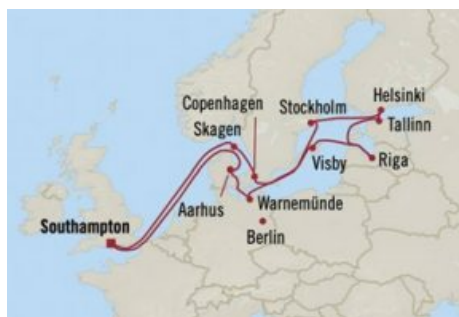 Copenhagen
Skagen
Stockholm
Helsinki
Tallinn
Visby
Riga
Aarhus
Warnemünde
Berlin
Southampton